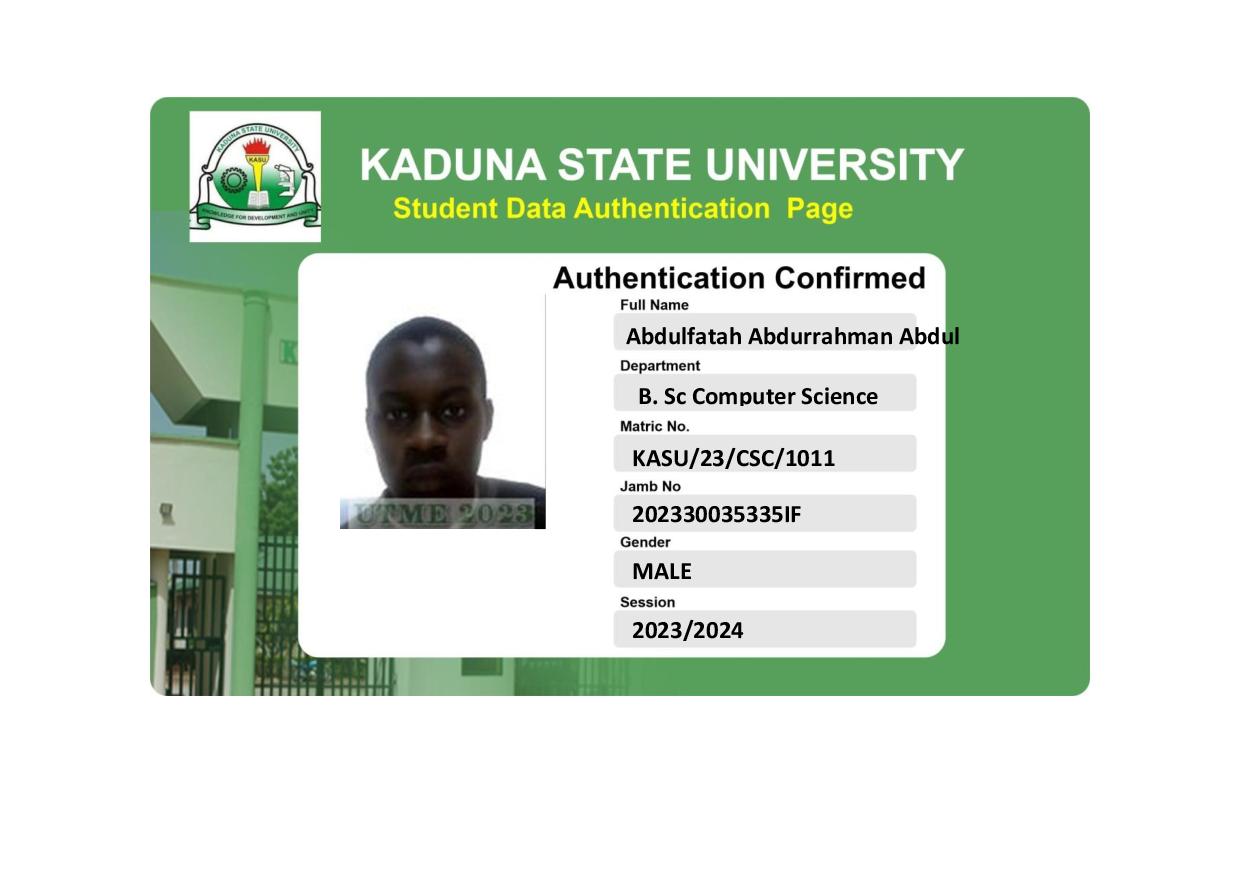 KADUNA STATE UNIVERSITY
KASU
KNOWLEDGE FOR DEVELOPMENT AND UNITY
KADUNA STATE UNIVERSITY
Student Data Authentication Page
Authentication Confirmed
Full Name
Abdulfatah Abdurrahman Abdul
Department
B. Sc Computer Science
Matric No.
KASU/23/CSC/1011
Jamb No
202330035335IF
Gender
MALE
Session
2023/2024
UTME 2023
K